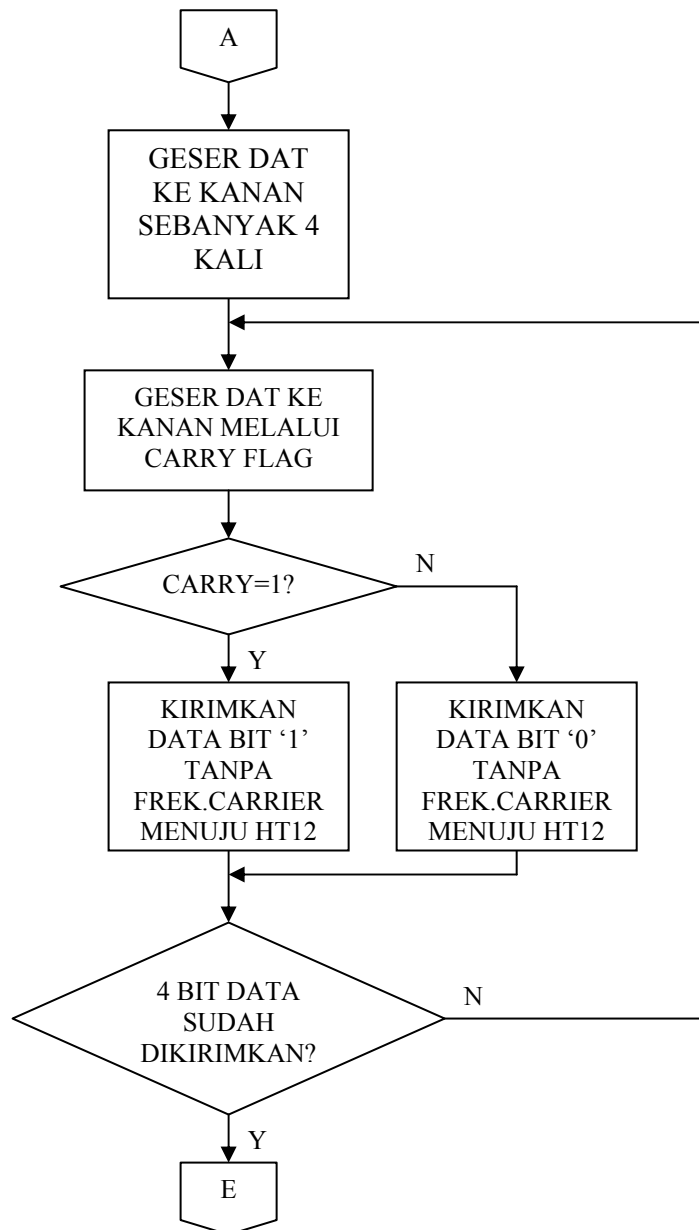 A
GESER DAT
KE KANAN
SEBANYAK 4
KALI
GESER DAT KE
KANAN MELALUI
CARRY FLAG
CARRY=1?
N
Y
KIRIMKAN
DATA BIT ‘1’
TANPA
FREK.CARRIER
MENUJU HT12
KIRIMKAN
DATA BIT ‘0’
TANPA
FREK.CARRIER
MENUJU HT12
4 BIT DATA
SUDAH
DIKIRIMKAN?
N
Y
E